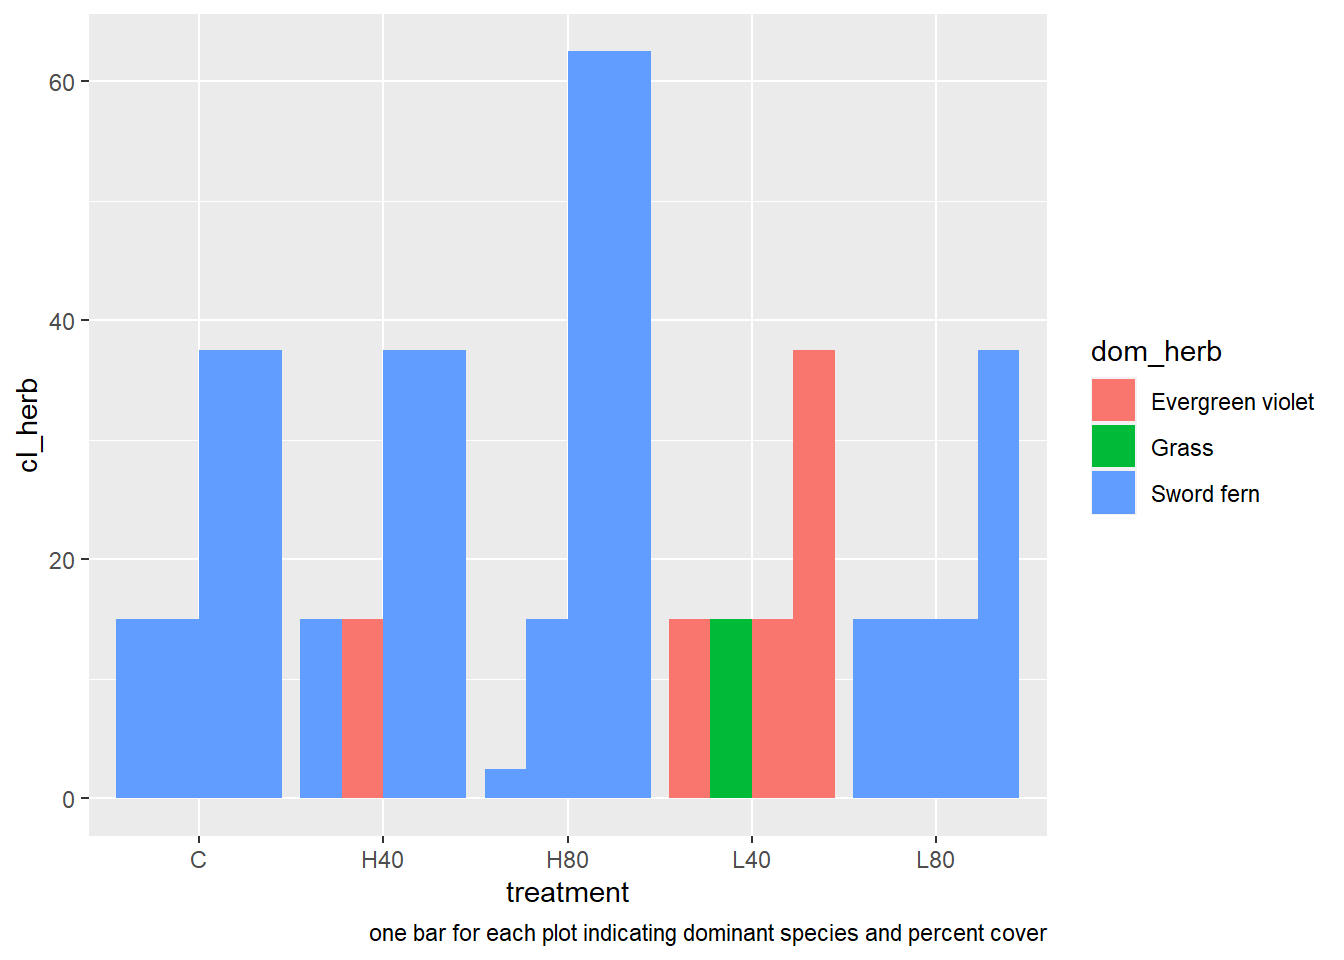 60
40
20
0
cl_herb
C H40 H80 L40 L80
treatment
one bar for each plot indicating dominant species and percent cover
dom_herb
Evergreen violet
Grass
Sword fern